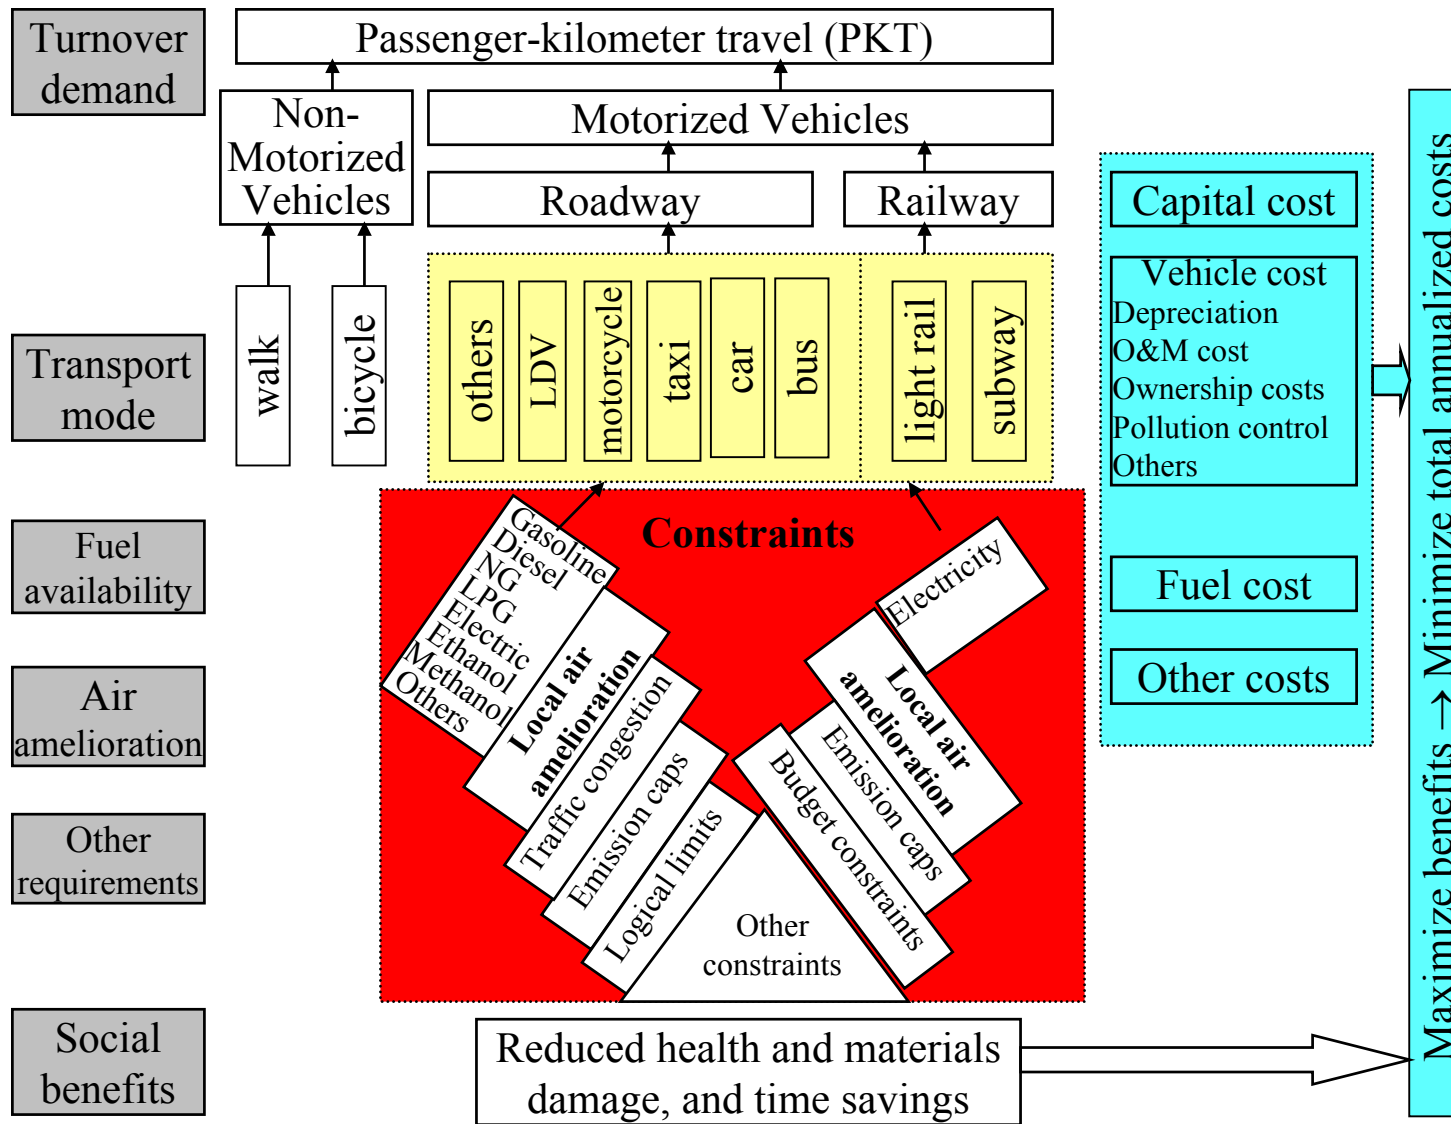 Turnover
demand
Passenger-kilometer travel (PKT)
Non-
Motorized
Vehicles
Motorized Vehicles
Roadway
Railway
Transport
mode
walk
bicycle
others
LDV
motorcycle
taxi
car
bus
light rail
subway
Capital cost
Vehicle cost
Depreciation
O&M cost
Ownership costs
Pollution control
Others
Fuel cost
Other costs
Maximize benefits → Minimize total annualized costs
Fuel
availability
Air
amelioration
Other
requirements
Constraints
Gasoline
Diesel
NG
LPG
Electric
Ethanol
Methanol
Others
Local air
amelioration
Traffic congestion
Emission caps
Logical limits
Other
constraints
Electricity
Local air
amelioration
Emission caps
Budget constraints
Social
benefits
Reduced health and materials
damage, and time savings